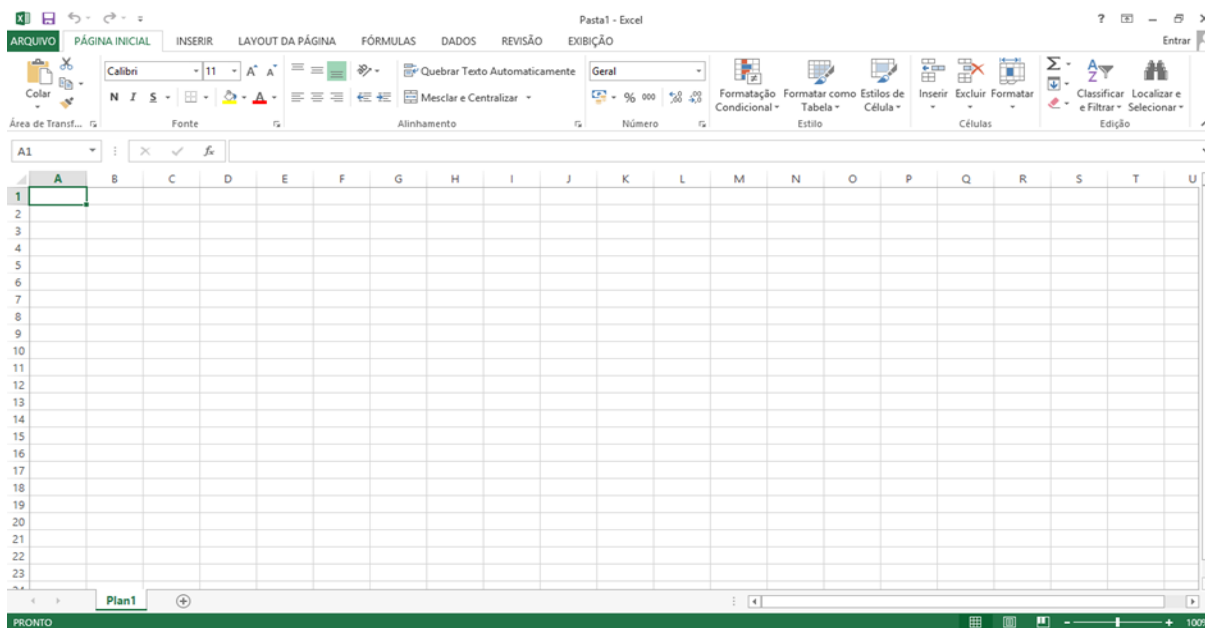 Pasta1 - Excel
?
ARQUIVO PÁGINA INICIAL INSERIR LAYOUT DA PÁGINA FÓRMULAS DADOS REVISÃO EXIBIÇÃO Entrar
Calibri 11 Quebrar Texto Automaticamente Geral
Colar N I S A Mesclar e Centralizar % 000 Formatação Condicional Formatar como Tabela Estilos de Célula Inserir Excluir Formatar Σ Classificar e Filtrar Localizar e Selecionar
Área de Transf... Fonte Alinhamento Número Estilo Células Edição
A1 fx
A B C D E F G H I J K L M N O P Q R S T U
1
2
3
4
5
6
7
8
9
10
11
12
13
14
15
16
17
18
19
20
21
22
23
Plan1
PRONTO 100%